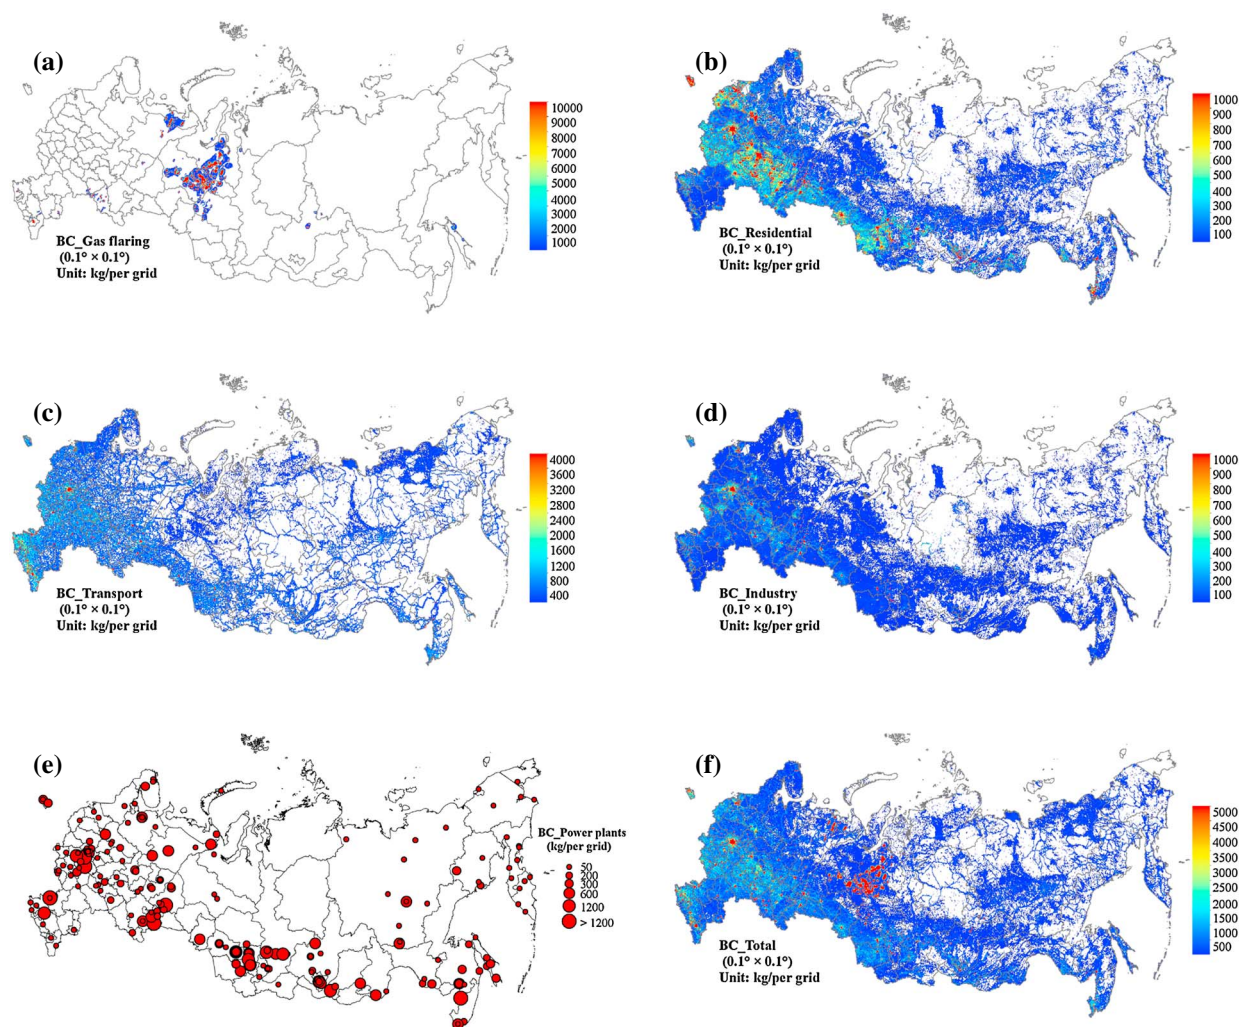 (a)
10000
9000
8000
7000
6000
5000
4000
3000
2000
1000
BC_Gas flaring
(0.1° × 0.1°)
Unit: kg/per grid
(b)
1000
900
800
700
600
500
400
300
200
100
BC_Residential
(0.1° × 0.1°)
Unit: kg/per grid
(c)
4000
3600
3200
2800
2400
2000
1600
1200
800
400
BC_Transport
(0.1° × 0.1°)
Unit: kg/per grid
(d)
1000
900
800
700
600
500
400
300
200
100
BC_Industry
(0.1° × 0.1°)
Unit: kg/per grid
(e)
BC_Power plants
(kg/per grid)
50
200
300
600
1200
> 1200
(f)
5000
5000
4000
3500
3000
2500
2000
1500
1000
500
BC_Total
(0.1° × 0.1°)
Unit: kg/per grid